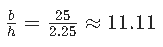 b/h = 25/2.25 ≈ 11.11